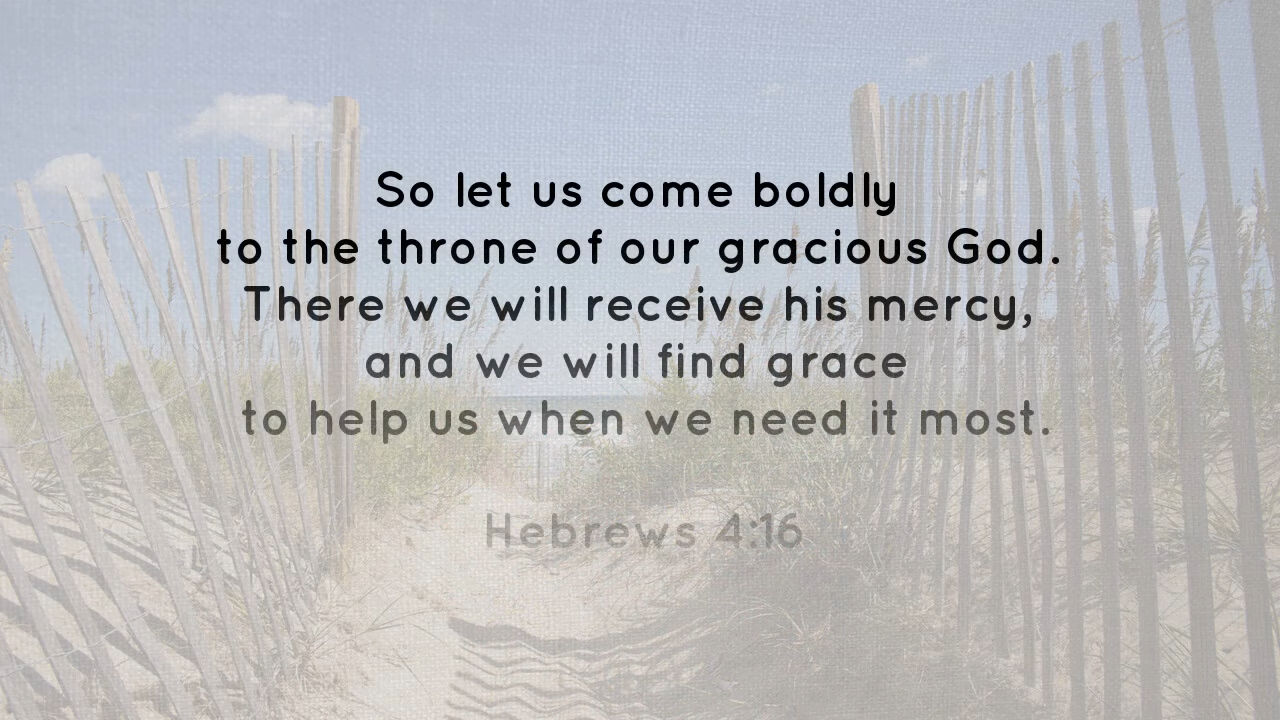 So let us come boldly
to the throne of our gracious God.
There we will receive his mercy,
and we will find grace
to help us when we need it most.
Hebrews 4:16